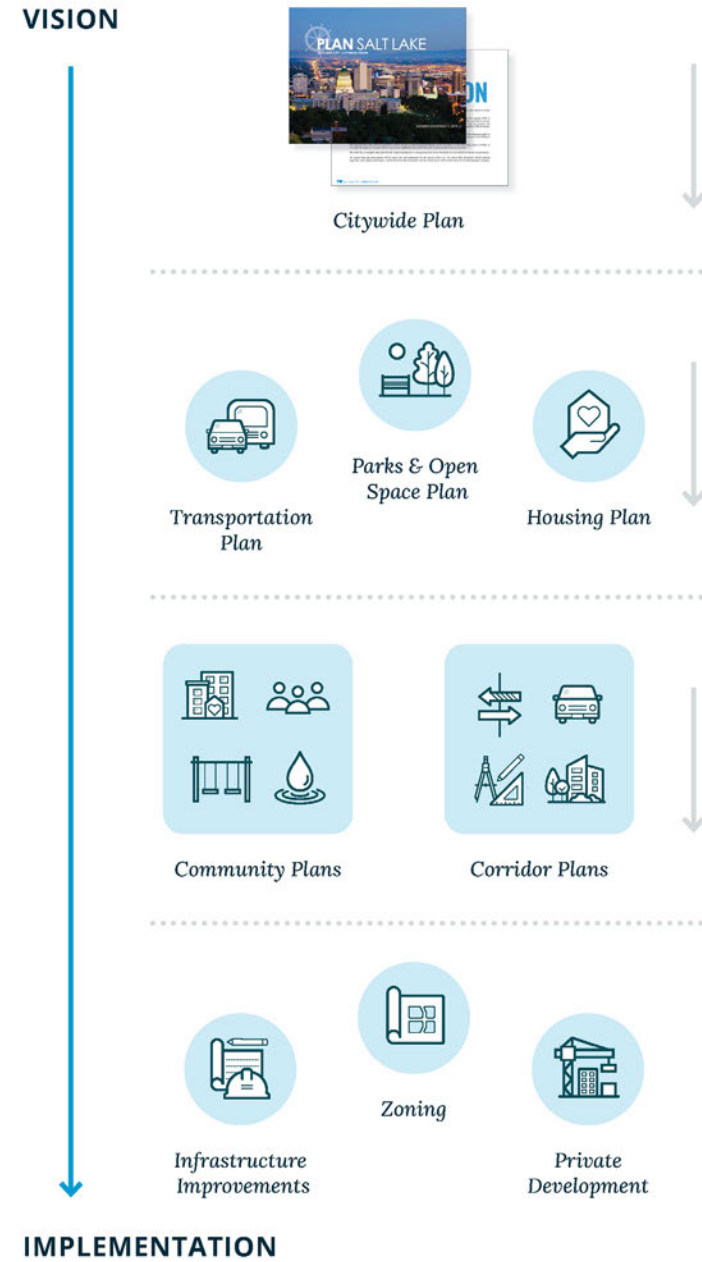 VISION
PLAN SALT LAKE
ON
Citywide Plan
Parks & Open
Space Plan
Transportation
Plan
Housing Plan
Community Plans
Corridor Plans
Zoning
Infrastructure
Improvements
Private
Development
IMPLEMENTATION